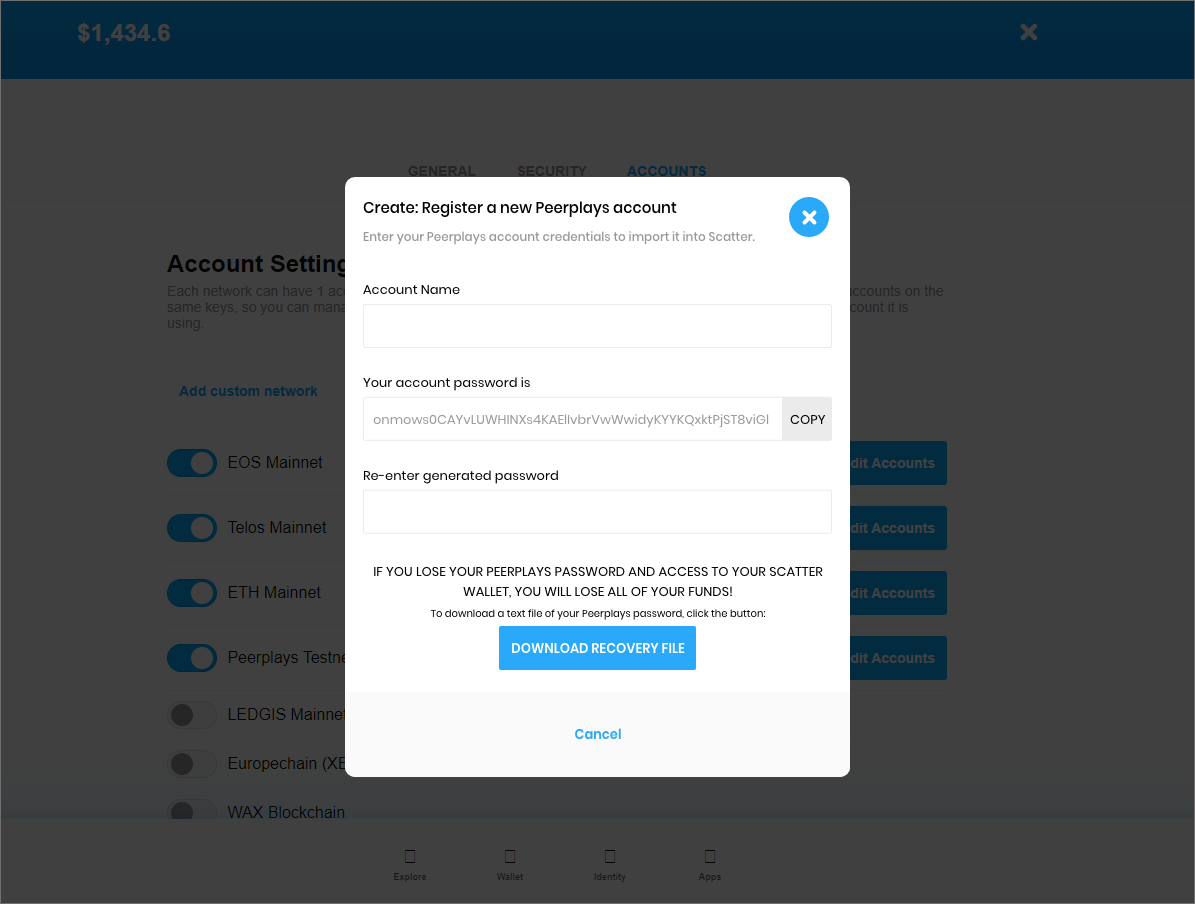 $1,434.6
GENERAL SECURITY ACCOUNTS
Create: Register a new Peerplays account
Enter your Peerplays account credentials to import it into Scatter.
Account Setting
Each network can have 1 acc
accounts on the
same keys, so you can mana
count it is
using.
Account Name
Add custom network
Your account password is
onmows0CAYvLUWHINXs4KAEllvbrVwWwidyKYYKQxktPjST8viGl
COPY
EOS Mainnet
dit Accounts
Re-enter generated password
Telos Mainnet
dit Accounts
IF YOU LOSE YOUR PEERPLAYS PASSWORD AND ACCESS TO YOUR SCATTER
WALLET, YOU WILL LOSE ALL OF YOUR FUNDS!
To download a text file of your Peerplays password, click the button:
ETH Mainnet
dit Accounts
DOWNLOAD RECOVERY FILE
Peerplays Testne
dit Accounts
LEDGIS Mainnet
Cancel
Europechain (XE
WAX Blockchain
Explore Wallet Identity Apps